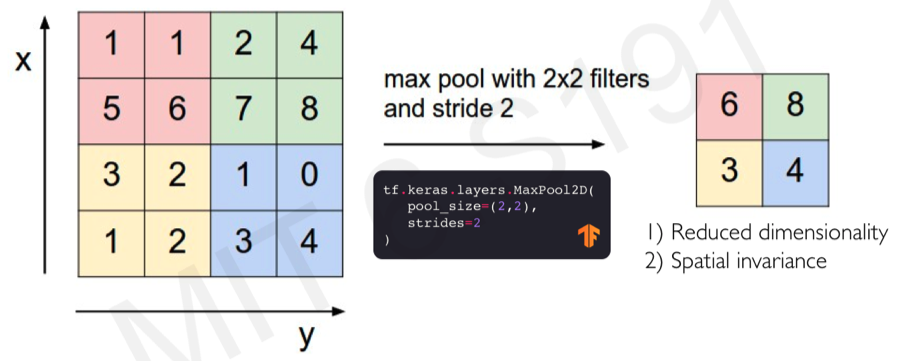 x
1 1 2 4
5 6 7 8
3 2 1 0
1 2 3 4
y
max pool with 2x2 filters
and stride 2
tf.keras.layers.MaxPool2D(
pool_size=(2,2),
strides=2
)
6 8
3 4
1) Reduced dimensionality
2) Spatial invariance
MIT 6.S191